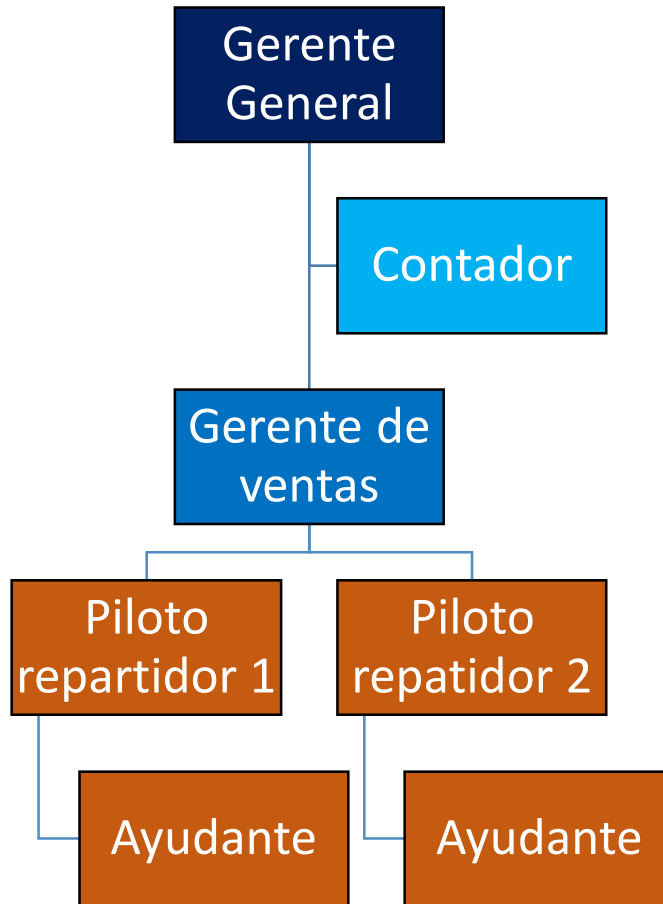 Gerente
General
Contador
Gerente de
ventas
Piloto
repartidor 1
Piloto
repatidor 2
Ayudante
Ayudante